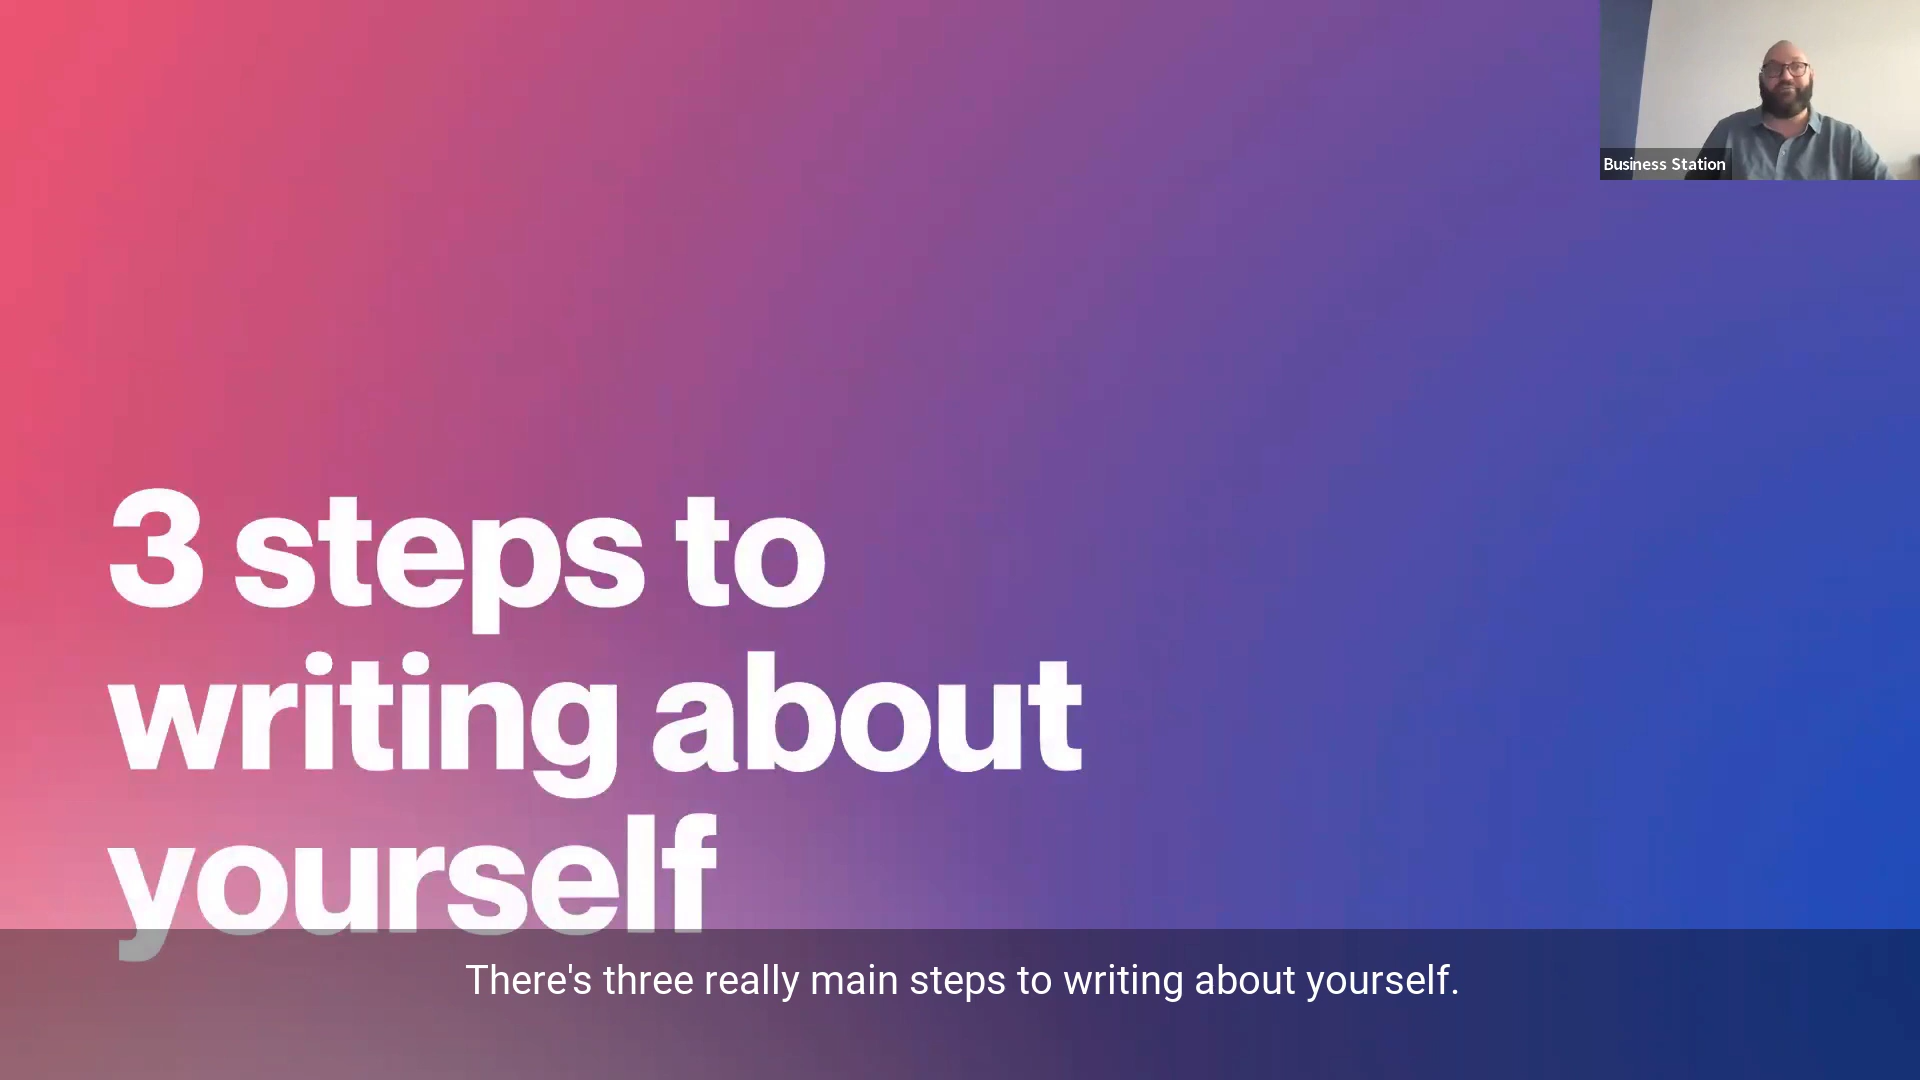 Business Station
3 steps to
writing about
yourself
There's three really main steps to writing about yourself.